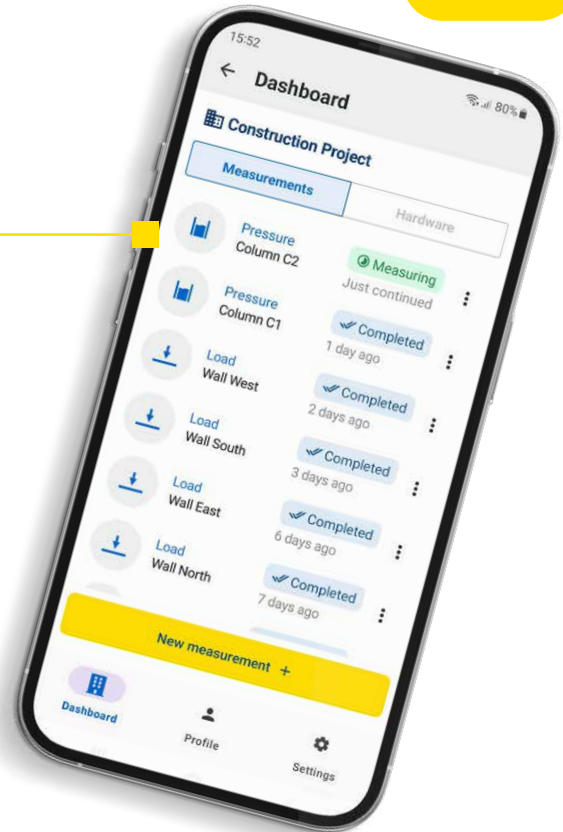 15:52
80%
Dashboard
Construction Project
Measurements
Hardware
Pressure
Column C2
Measuring
Just continued
Pressure
Column C1
Completed
1 day ago
Load
Wall West
Completed
2 days ago
Load
Wall South
Completed
3 days ago
Load
Wall East
Completed
6 days ago
Load
Wall North
Completed
7 days ago
New measurement +
Dashboard
Profile
Settings